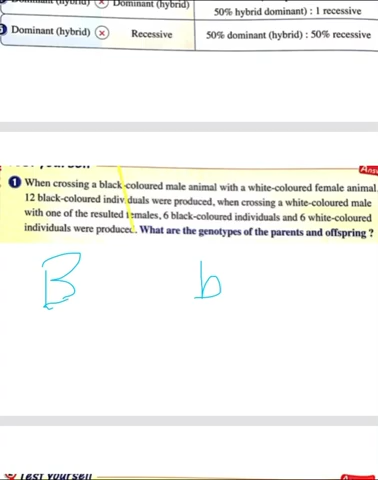 Dominant (hybrid) × Dominant (hybrid)
50% hybrid dominant) : 1 recessive
Dominant (hybrid) × Recessive 50% dominant (hybrid) : 50% recessive
1 When crossing a black-coloured male animal with a white-coloured female animal.
12 black-coloured individuals were produced, when crossing a white-coloured male
with one of the resulted females, 6 black-coloured individuals and 6 white-coloured
individuals were produced. What are the genotypes of the parents and offspring ?
B b
Test yourself